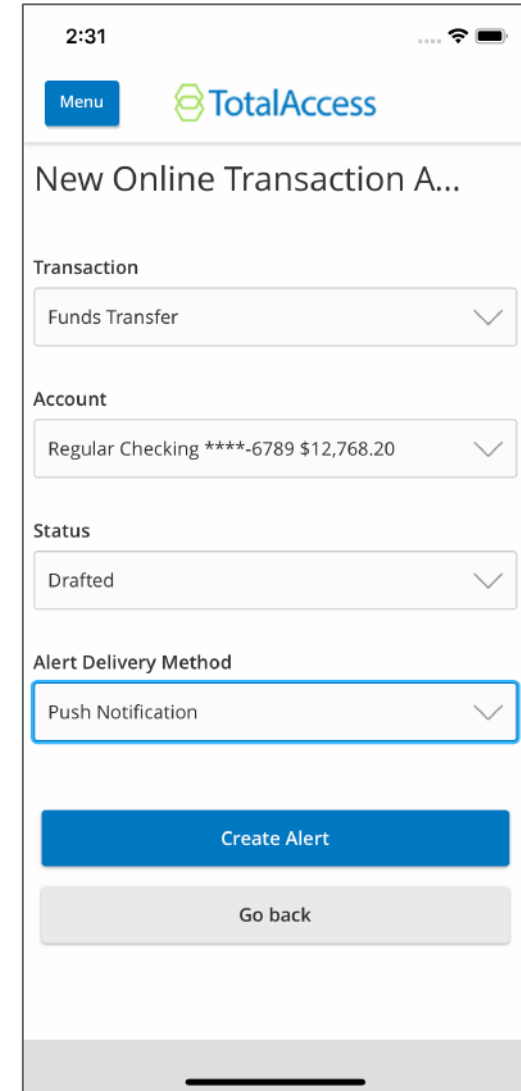 2:31
Menu
TotalAccess
New Online Transaction A...
Transaction
Funds Transfer
Account
Regular Checking ****-6789 $12,768.20
Status
Drafted
Alert Delivery Method
Push Notification
Create Alert
Go back